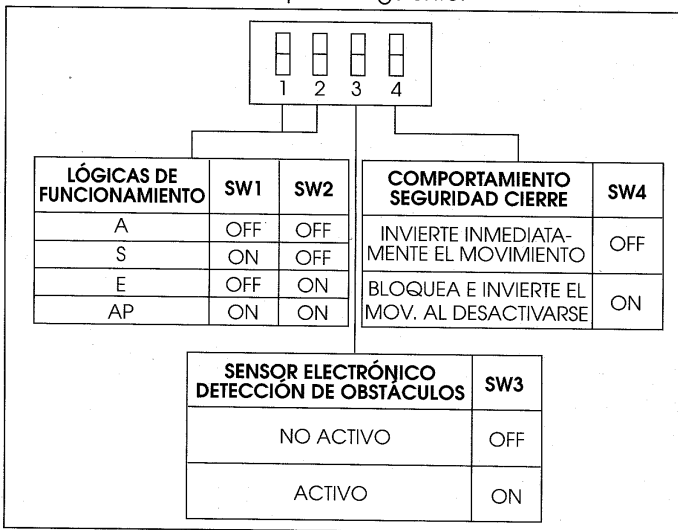 1 2 3 4
LÓGICAS DE FUNCIONAMIENTO SW1 SW2
A OFF OFF
S ON OFF
E OFF ON
AP ON ON
COMPORTAMIENTO SEGURIDAD CIERRE SW4
INVIERTE INMEDIATA-
MENTE EL MOVIMIENTO OFF
BLOQUEA E INVIERTE EL
MOV. AL DESACTIVARSE ON
SENSOR ELECTRÓNICO
DETECCIÓN DE OBSTÁCULOS SW3
NO ACTIVO OFF
ACTIVO ON